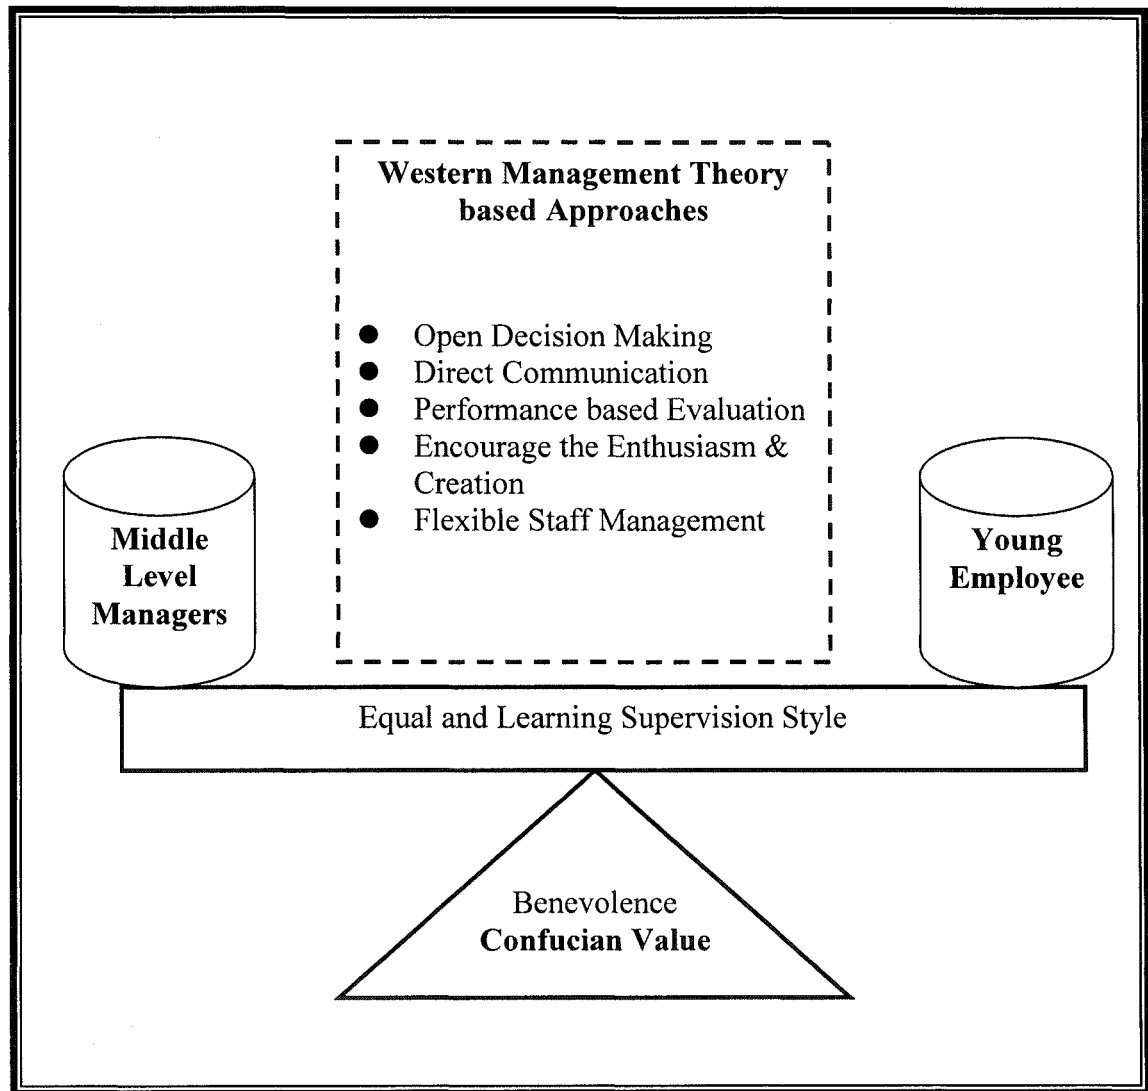 Western Management Theory
based Approaches
● Open Decision Making
● Direct Communication
● Performance based Evaluation
● Encourage the Enthusiasm &
Creation
● Flexible Staff Management
Middle
Level
Managers
Young
Employee
Equal and Learning Supervision Style
Benevolence
Confucian Value